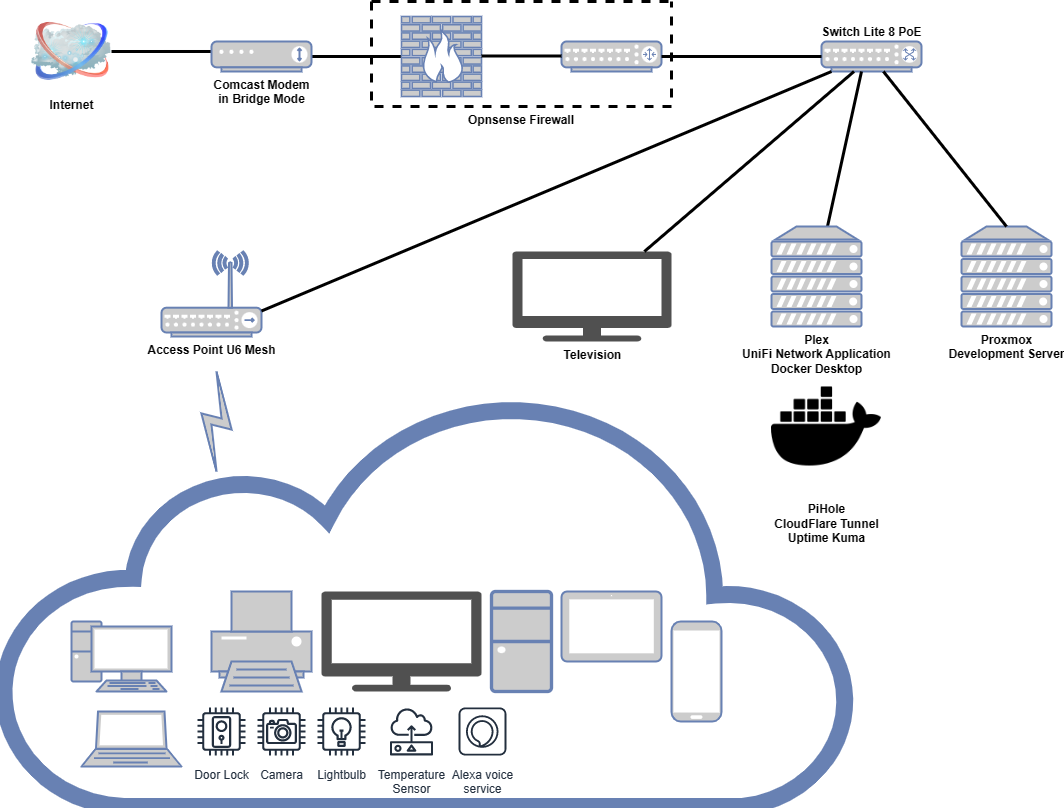 Switch Lite 8 PoE
Internet
Comcast Modem
in Bridge Mode
Opnsense Firewall
Access Point U6 Mesh
Television
Plex
UniFi Network Application
Docker Desktop
Proxmox
Development Server
PiHole
CloudFlare Tunnel
Uptime Kuma
Door Lock
Camera
Lightbulb
Temperature
Sensor
Alexa voice
service